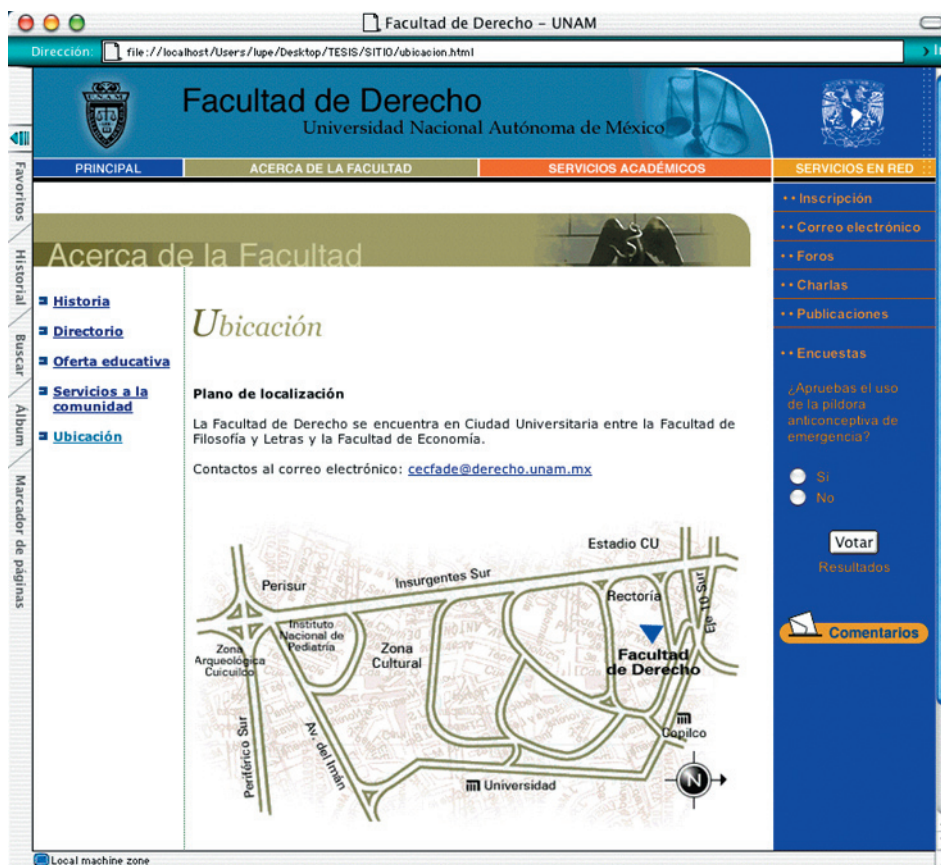 Facultad de Derecho – UNAM
Dirección: file://localhost/Users/lupe/Desktop/TESIS/SITIO/ubicacion.html
Facultad de Derecho
Universidad Nacional Autónoma de México
PRINCIPAL
ACERCA DE LA FACULTAD
SERVICIOS ACADÉMICOS
SERVICIOS EN RED
Favoritos
Historial
Buscar
Álbum
Marcador de páginas
Acerca de la Facultad
Historia
Directorio
Oferta educativa
Servicios a la
comunidad
Ubicación
Ubicación
Plano de localización
La Facultad de Derecho se encuentra en Ciudad Universitaria entre la Facultad de
Filosofía y Letras y la Facultad de Economía.
Contactos al correo electrónico: cecfade@derecho.unam.mx
Estadio CU
Perisur
Insurgentes Sur
Rectoría
Eje 10 Sur
Instituto
Nacional de
Pediatría
Zona
Arqueológica
Cuicuilco
Zona
Cultural
Facultad
de Derecho
Periférico Sur
Av. del Imán
Copilco
Universidad
N
•• Inscripción
•• Correo electrónico
•• Foros
•• Charlas
•• Publicaciones
•• Encuestas
¿Apruebas el uso
de la píldora
anticonceptiva de
emergencia?
Si
No
Votar
Resultados
Comentarios
Local machine zone